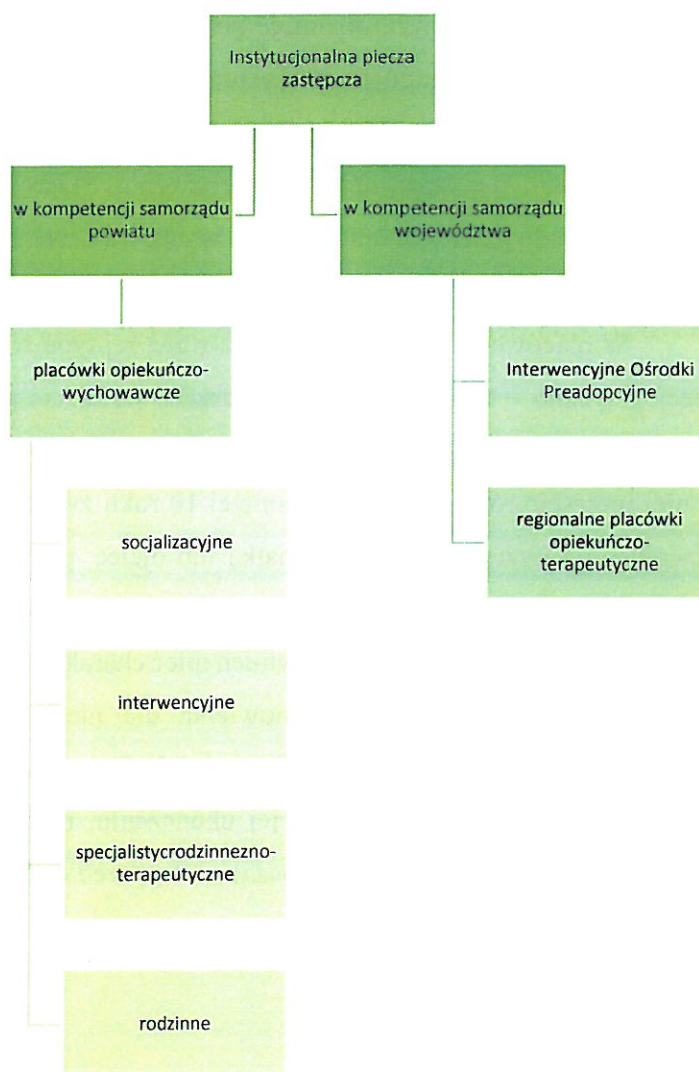 Instytucjonalna piecza
zastępcza
w kompetencji samorządu
powiatu
w kompetencji samorządu
województwa
placówki opiekuńczo-
wychowawcze
Interwencyjne Ośrodki
Preadopcyjne
socjalizacyjne
regionalne placówki
opiekuńczo-
terapeutyczne
interwencyjne
specjalistycrodzinnezno-
terapeutyczne
rodzinne